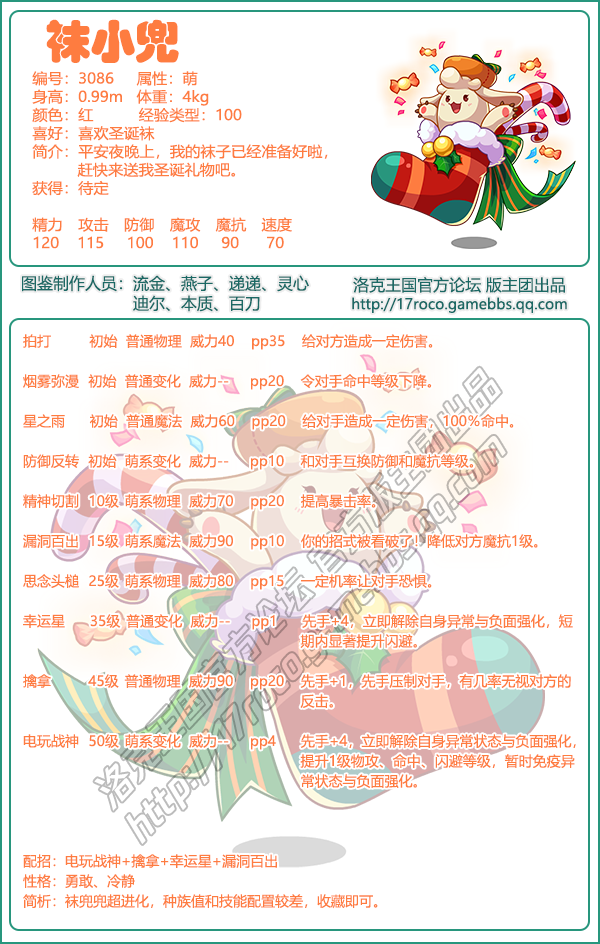 袜小兜
编号：3086 属性：萌
身高：0.99m 体重：4kg
颜色：红 经验类型：100
喜好：喜欢圣诞袜
简介：平安夜晚上，我的袜子已经准备好啦，
赶快来送我圣诞礼物吧。
获得：待定
精力 攻击 防御 魔攻 魔抗 速度
120 115 100 110 90 70
图鉴制作人员：流金、燕子、递递、灵心
迪尔、本质、百刀
洛克王国官方论坛 版主团出品
http://17roco.gamebbs.qq.com
拍打 初始 普通物理 威力40 pp35 给对方造成一定伤害。
烟雾弥漫 初始 普通变化 威力-- pp20 令对手命中等级下降。
星之雨 初始 普通魔法 威力60 pp20 给对手造成一定伤害，100%命中。
防御反转 初始 萌系变化 威力-- pp10 和对手互换防御和魔抗等级。
精神切割 10级 萌系物理 威力70 pp20 提高暴击率。
漏洞百出 15级 萌系魔法 威力90 pp10 你的招式被看破了！降低对方魔抗1级。
思念头槌 25级 萌系物理 威力80 pp15 一定机率让对手恐惧。
幸运星 35级 普通变化 威力-- pp1 先手+4，立即解除自身异常与负面强化，短
期内显著提升闪避。
擒拿 45级 普通物理 威力90 pp20 先手+1，先手压制对手，有几率无视对方的
反击。
电玩战神 50级 萌系变化 威力-- pp4 先手+4，立即解除自身异常状态与负面强化，
提升1级物攻、命中、闪避等级，暂时免疫异
常状态与负面强化。
洛克王国官方论坛 官方版主团出品
http://17roco.gamebbs.qq.com
配招：电玩战神+擒拿+幸运星+漏洞百出
性格：勇敢、冷静
简析：袜兜兜超进化，种族值和技能配置较差，收藏即可。